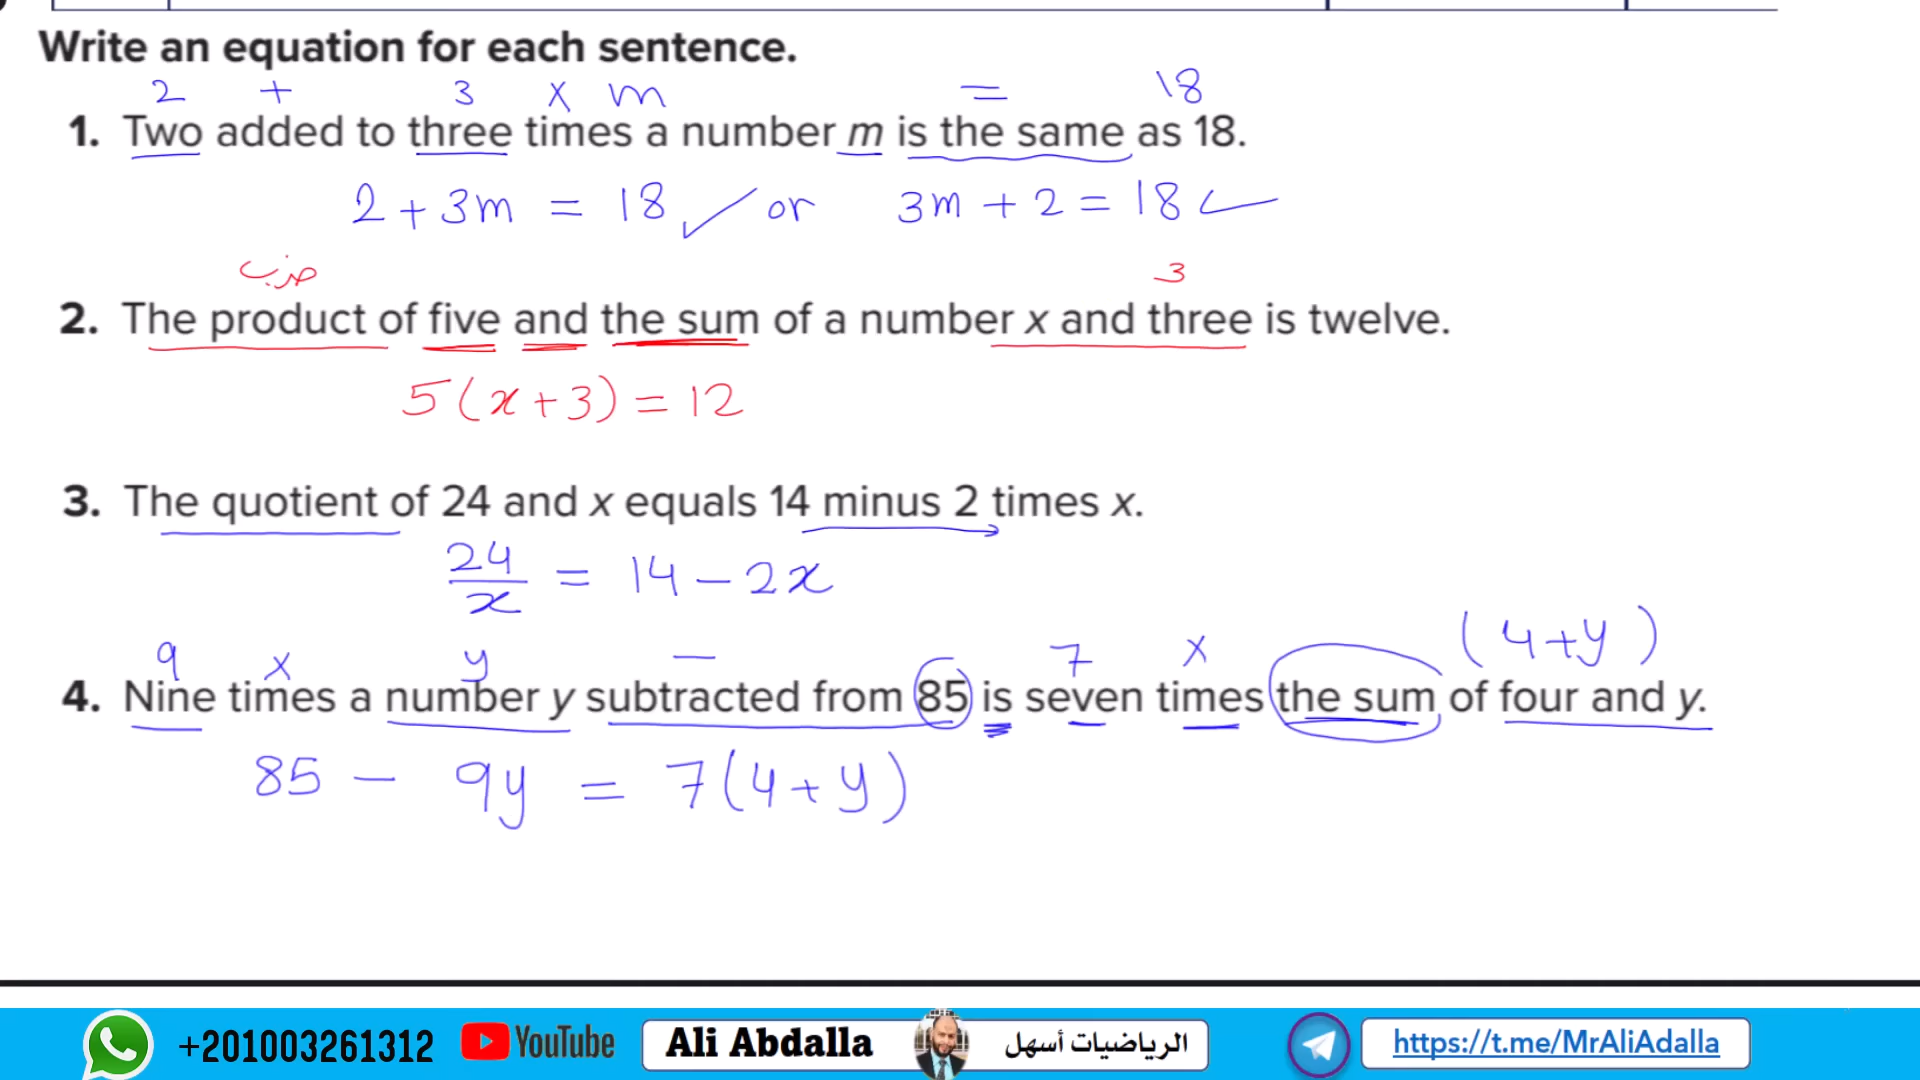 Write an equation for each sentence.
2 + 3 x m = 18
1. Two added to three times a number m is the same as 18.
2 + 3m = 18 ✓ or 3m + 2 = 18 ✓
ضرب 3
2. The product of five and the sum of a number x and three is twelve.
5(x+3) = 12
3. The quotient of 24 and x equals 14 minus 2 times x.
24/x = 14 - 2x
9 x y - 7 x (4+y)
4. Nine times a number y subtracted from 85 is seven times the sum of four and y.
85 - 9y = 7(4+y)
+201003261312 YouTube Ali Abdalla الرياضيات أسهل https://t.me/MrAliAdalla